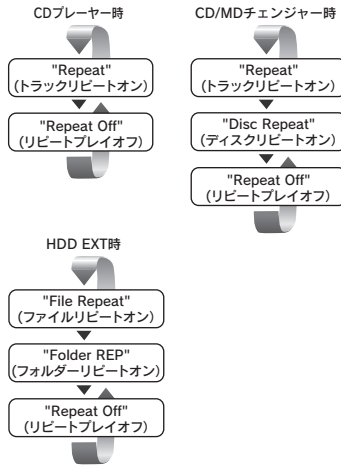 CDプレーヤー時
"Repeat"
(トラックリピートオン)
"Repeat Off"
(リピートプレイオフ)
CD/MDチェンジャー時
"Repeat"
(トラックリピートオン)
"Disc Repeat"
(ディスクリピートオン)
"Repeat Off"
(リピートプレイオフ)
HDD EXT時
"File Repeat"
(ファイルリピートオン)
"Folder REP"
(フォルダーリピートオン)
"Repeat Off"
(リピートプレイオフ)